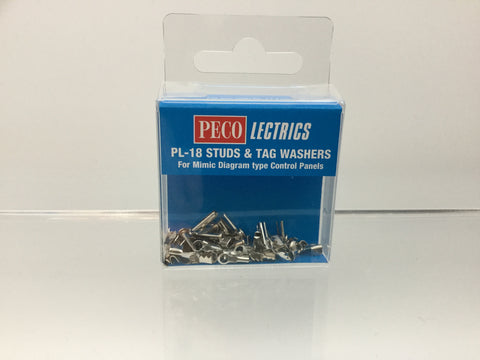 PECO LECTRICS
PL-18 STUDS & TAG WASHERS
For Mimic Diagram type Control Panels